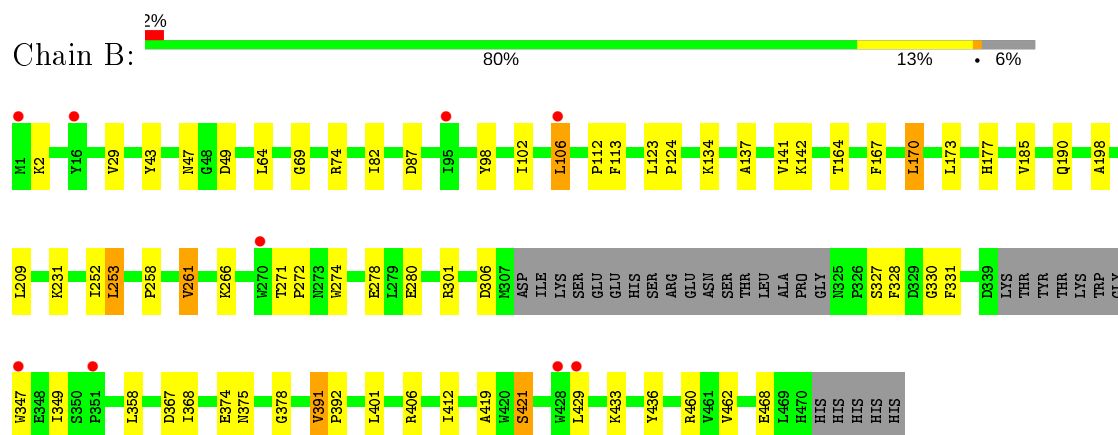 2%
Chain B:
80% 13% • 6%
M1 K2 Y16 V29 Y43 N47 G48 D49 L64 G69 R74 I82 D87 I95 Y98 I102 L106 P112 F113 L123 P124 K134 A137 V141 K142 T164 F167 L170 L173 H177 V185 Q190 A198
L209 K231 I252 L253 P258 V261 K266 W270 T271 P272 N273 W274 E278 L279 E280 R301 D306 M307 ASP ILE LYS SER GLU GLU HIS SER ARG GLU ASN SER THR LEU ALA PRO GLY N325 P326 S327 F328 D329 G330 F331 D339 LYS THR TYR THR LYS TRP GLY
W347 E348 I349 S350 P351 L358 D367 I368 E374 N375 G378 V391 P392 L401 R406 I412 A419 W420 S421 W428 L429 K433 Y436 R460 V461 V462 E468 L469 H470 HIS HIS HIS HIS HIS